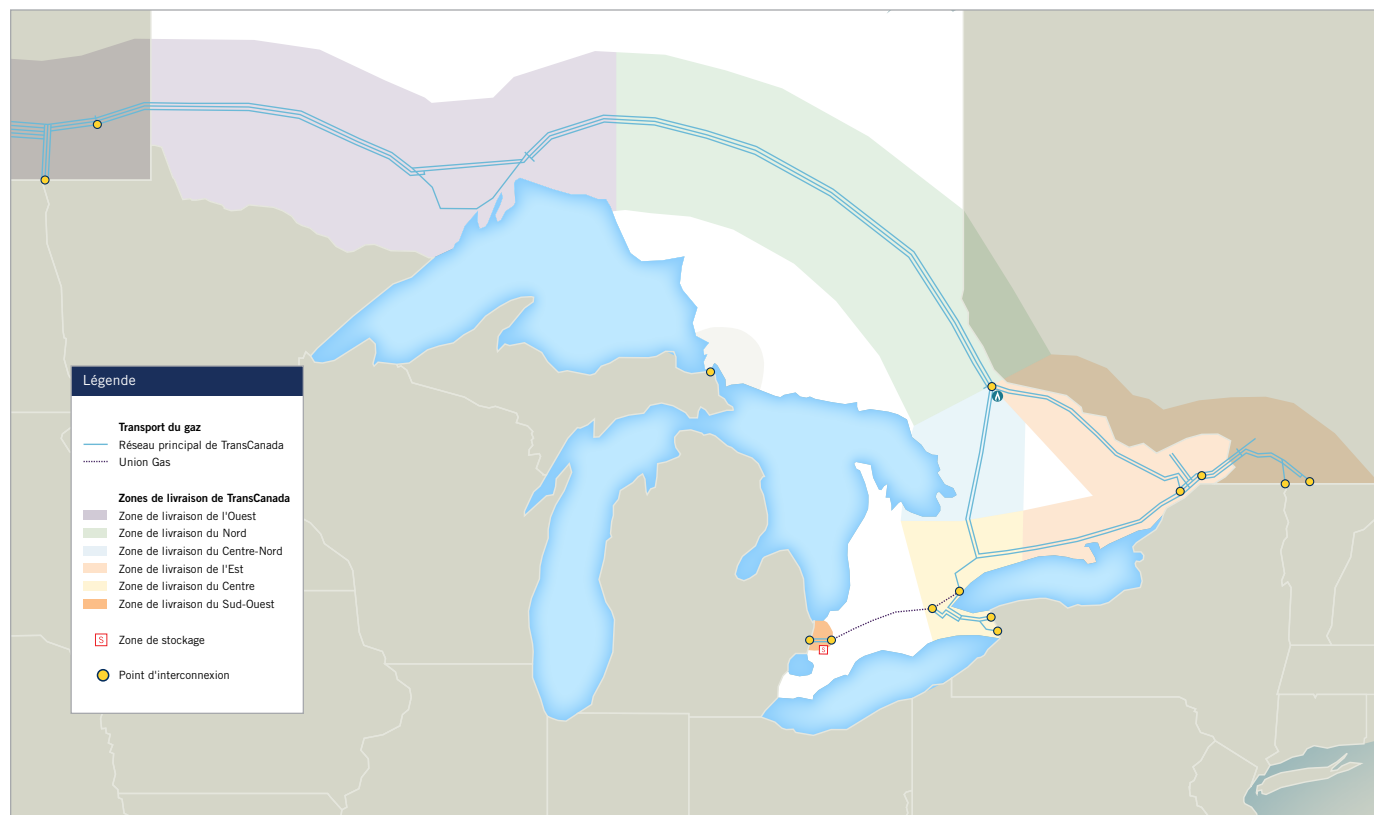 Légende
Transport du gaz
Réseau principal de TransCanada
Union Gas
Zones de livraison de TransCanada
Zone de livraison de l'Ouest
Zone de livraison du Nord
Zone de livraison du Centre-Nord
Zone de livraison de l'Est
Zone de livraison du Centre
Zone de livraison du Sud-Ouest
S Zone de stockage
Point d'interconnexion
S